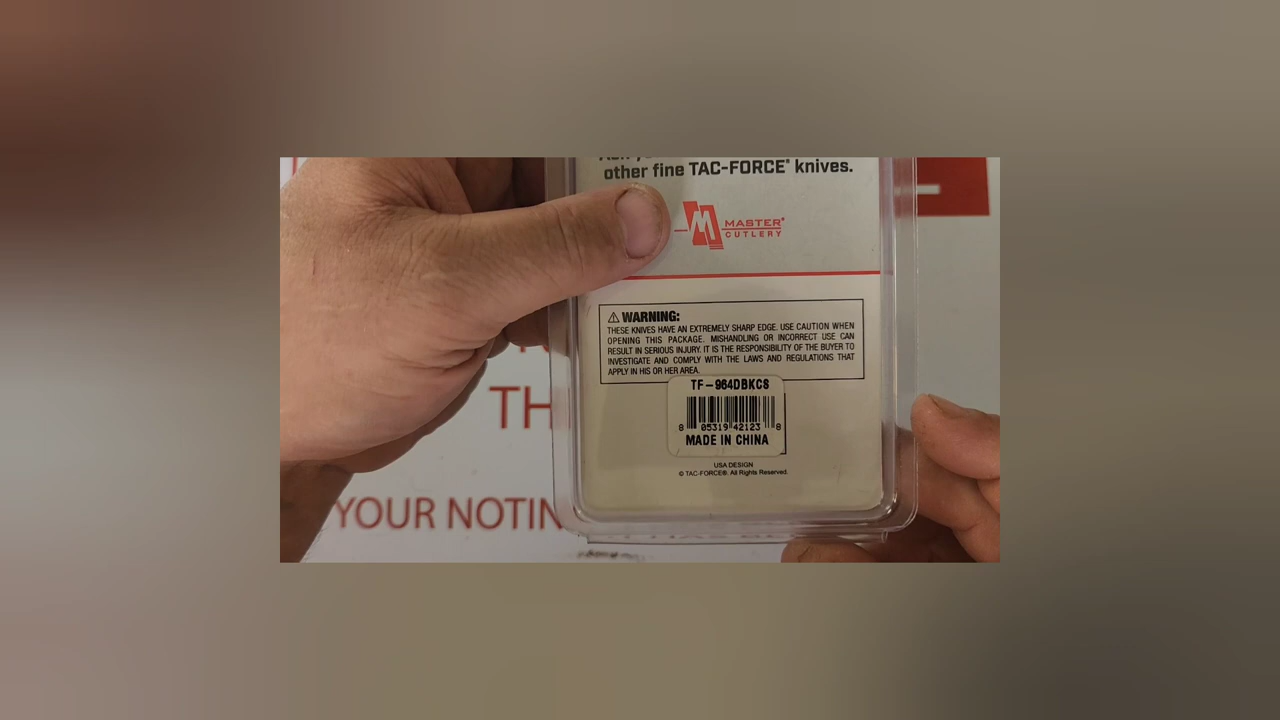 other fine TAC-FORCE® knives.
MASTER®
CUTLERY
⚠ WARNING:
THESE KNIVES HAVE AN EXTREMELY SHARP EDGE. USE CAUTION WHEN
OPENING THIS PACKAGE. MISHANDLING OR INCORRECT USE CAN
RESULT IN SERIOUS INJURY. IT IS THE RESPONSIBILITY OF THE BUYER TO
INVESTIGATE AND COMPLY WITH THE LAWS AND REGULATIONS THAT
APPLY IN HIS OR HER AREA.
TF-964DBKCS
8 05319 42123 8
MADE IN CHINA
USA DESIGN
© TAC-FORCE®. All Rights Reserved.
TH
YOUR NOTIN